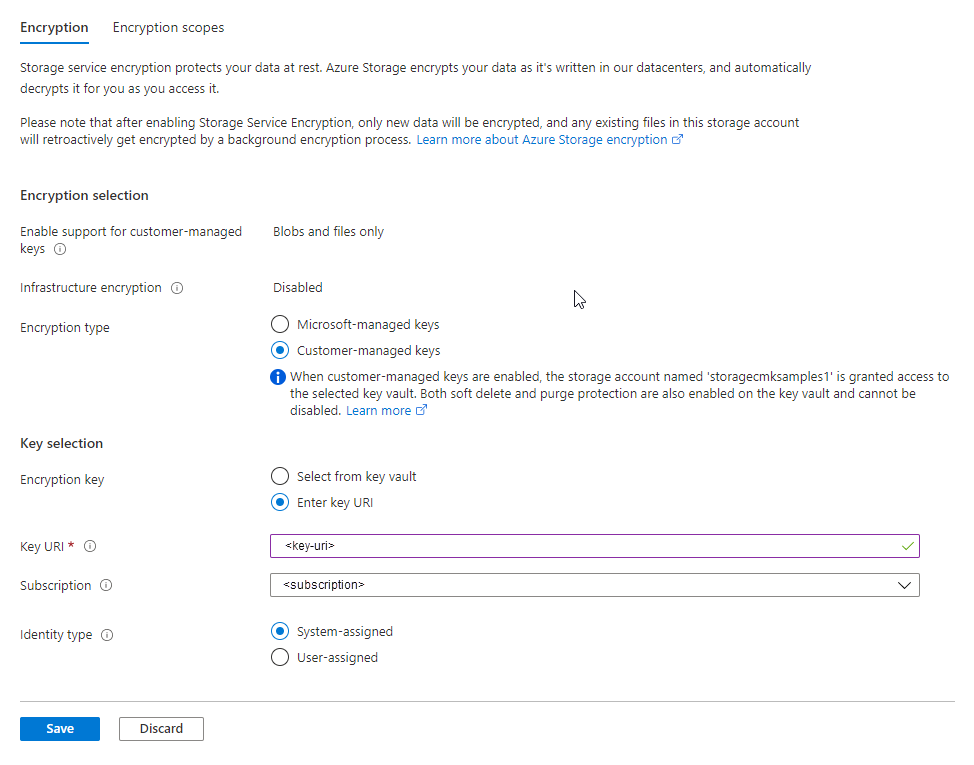 Encryption Encryption scopes
Storage service encryption protects your data at rest. Azure Storage encrypts your data as it's written in our datacenters, and automatically
decrypts it for you as you access it.
Please note that after enabling Storage Service Encryption, only new data will be encrypted, and any existing files in this storage account
will retroactively get encrypted by a background encryption process. Learn more about Azure Storage encryption
Encryption selection
Enable support for customer-managed
keys
Blobs and files only
Infrastructure encryption Disabled
Encryption type
Microsoft-managed keys
Customer-managed keys
When customer-managed keys are enabled, the storage account named 'storagecmksamples1' is granted access to
the selected key vault. Both soft delete and purge protection are also enabled on the key vault and cannot be
disabled. Learn more
Key selection
Encryption key
Select from key vault
Enter key URI
Key URI * <key-uri>
Subscription <subscription>
Identity type
System-assigned
User-assigned
Save Discard